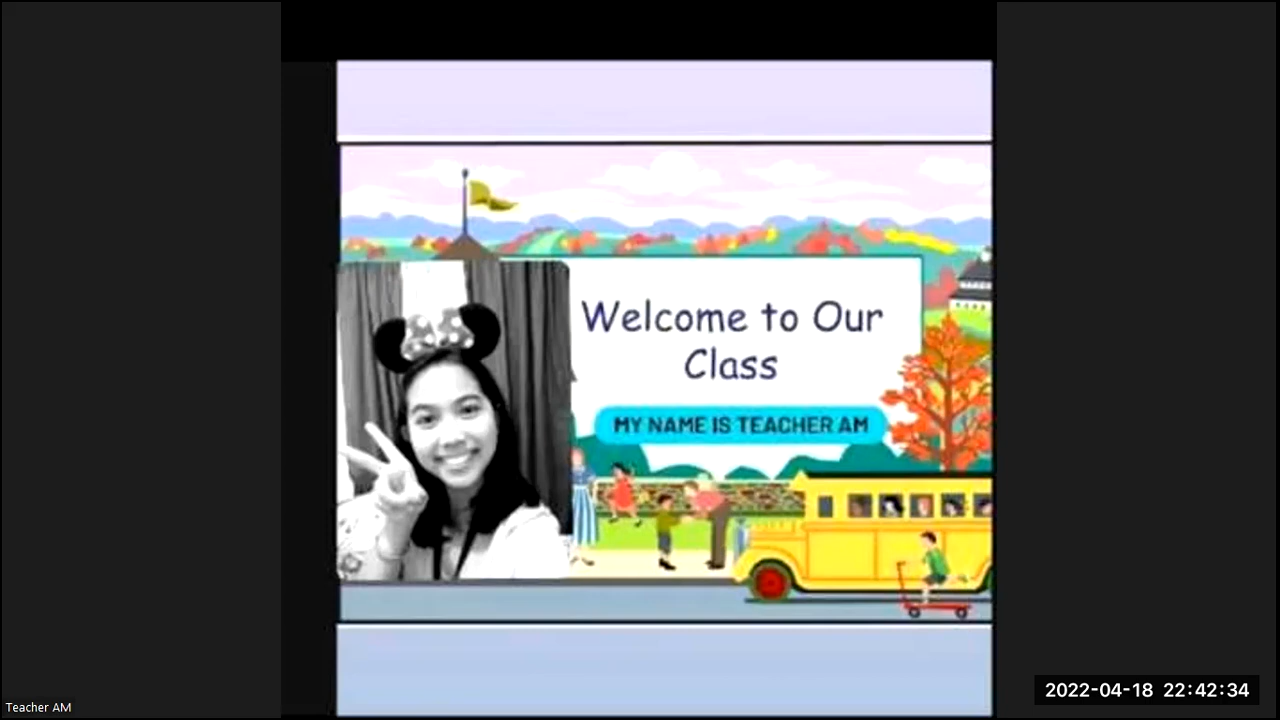 Welcome to Our
Class
MY NAME IS TEACHER AM
Teacher AM
2022-04-18 22:42:34